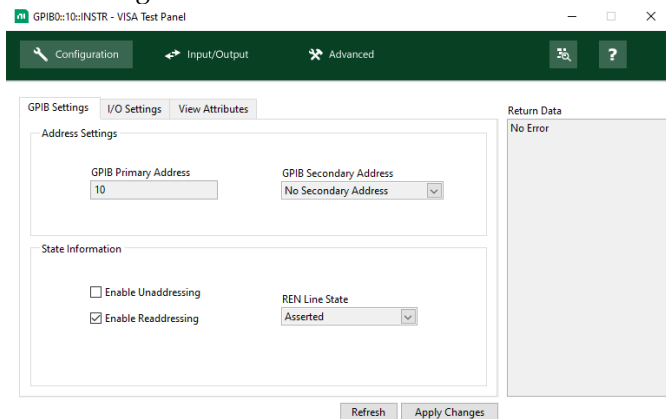 GPIB0::10::INSTR - VISA Test Panel
Configuration Input/Output Advanced ?
GPIB Settings I/O Settings View Attributes
Return Data
No Error
Address Settings
GPIB Primary Address GPIB Secondary Address
10 No Secondary Address
State Information
Enable Unaddressing
Enable Readdressing
REN Line State
Asserted
Refresh Apply Changes